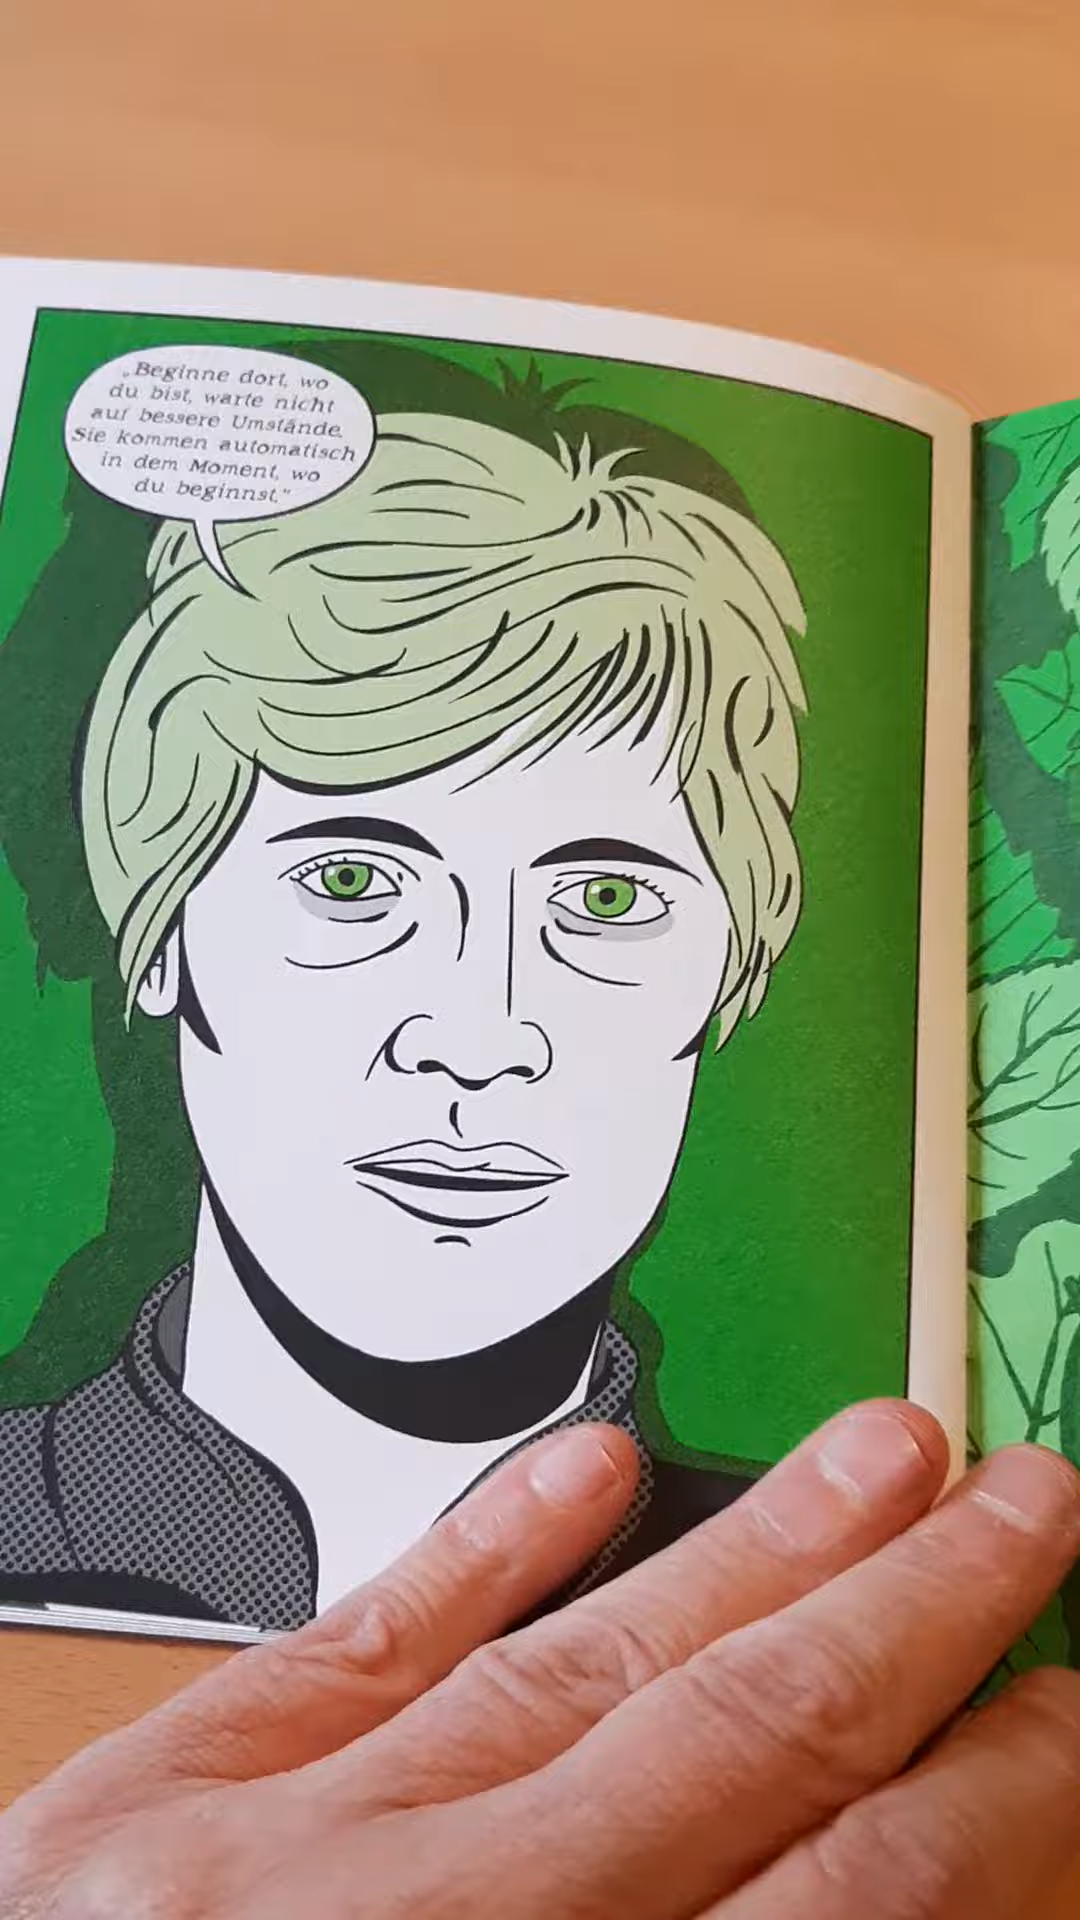 „Beginne dort, wo
du bist, warte nicht
auf bessere Umstände.
Sie kommen automatisch
in dem Moment, wo
du beginnst.“